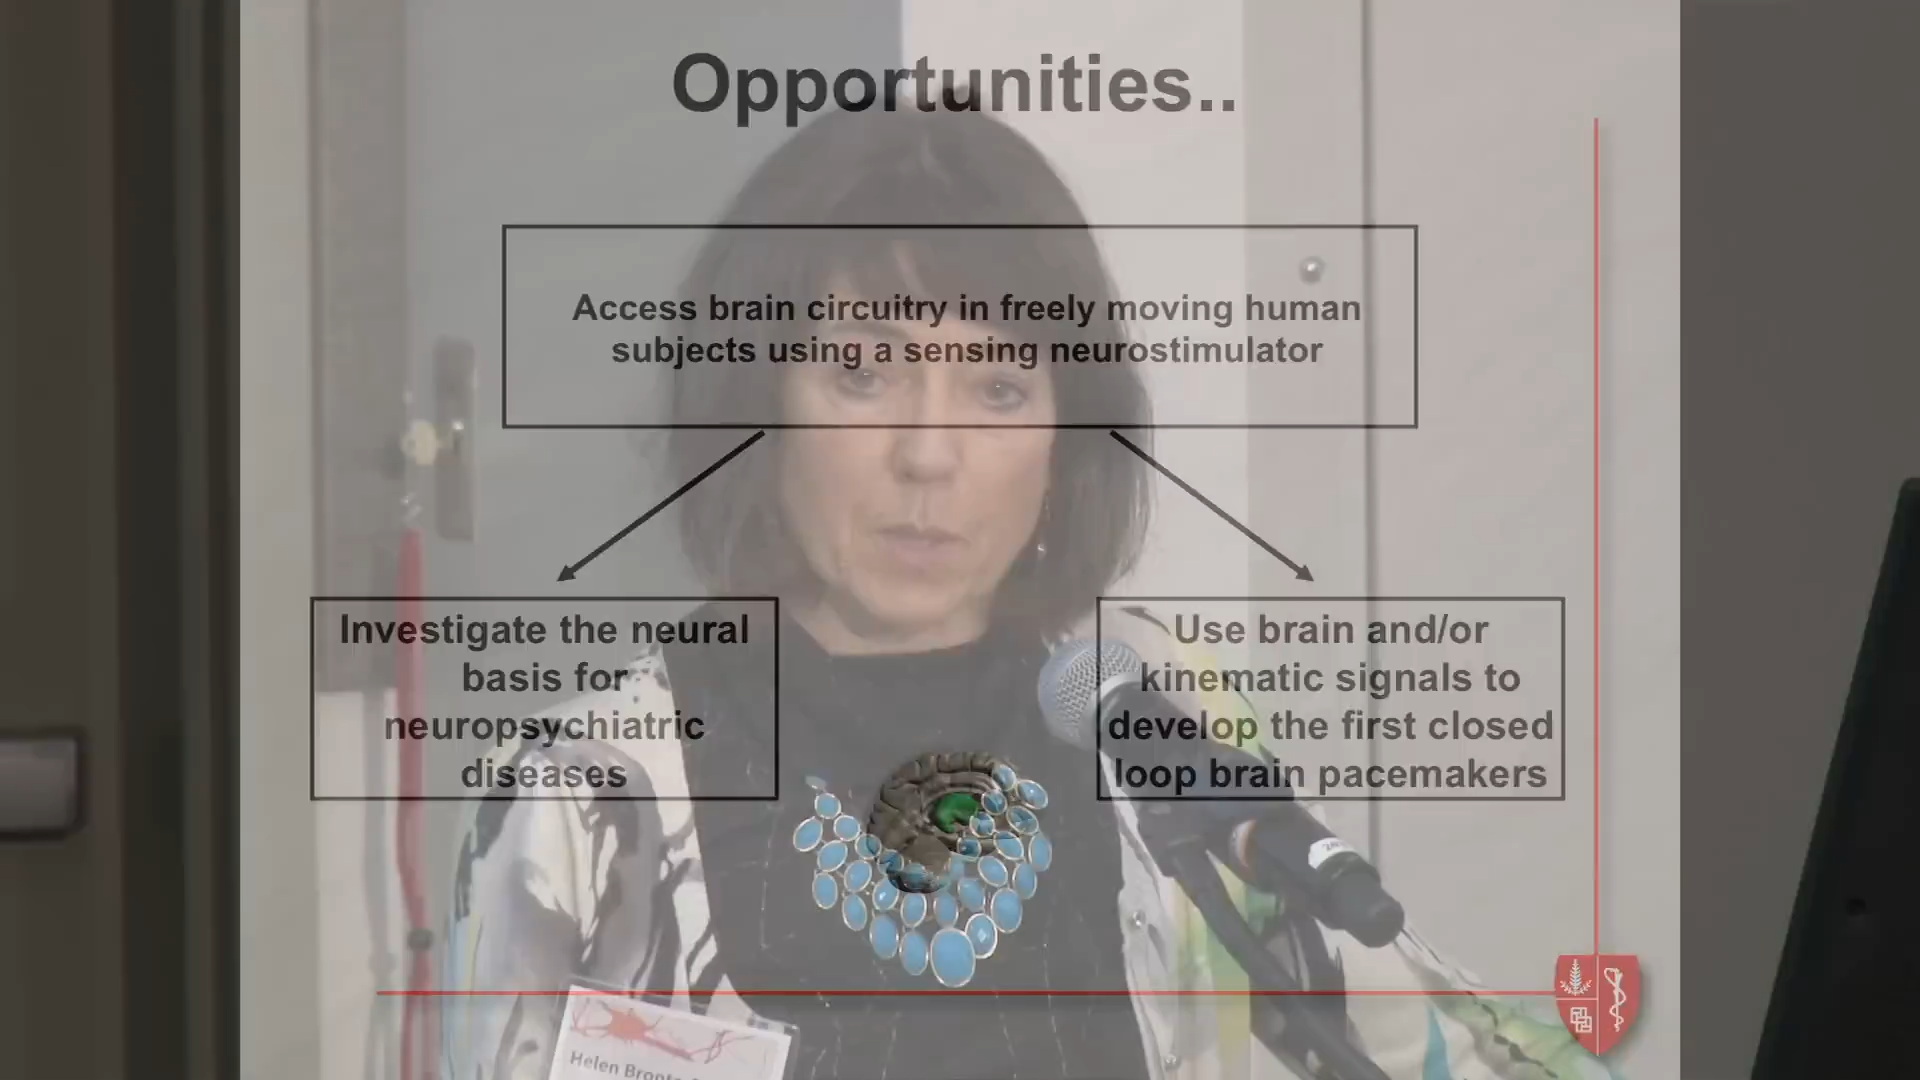 Opportunities..
Access brain circuitry in freely moving human
subjects using a sensing neurostimulator
Investigate the neural
basis for
neuropsychiatric
diseases
Use brain and/or
kinematic signals to
develop the first closed
loop brain pacemakers
Helen